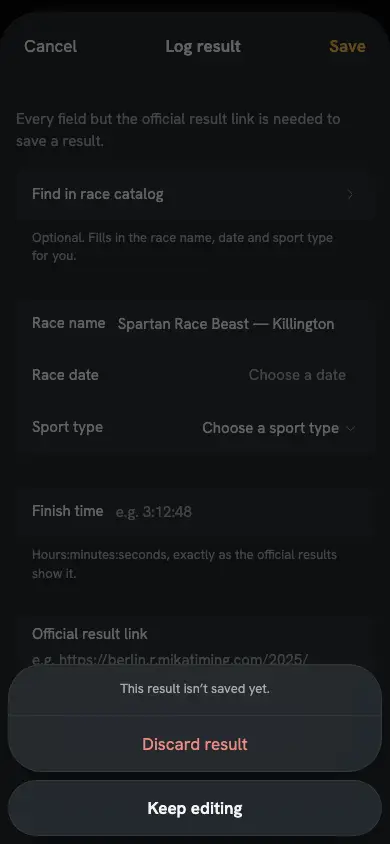 Cancel
Log result
Save
Every field but the official result link is needed to
save a result.
Find in race catalog
Optional. Fills in the race name, date and sport type
for you.
Race name Spartan Race Beast — Killington
Race date Choose a date
Sport type Choose a sport type
Finish time e.g. 3:12:48
Hours:minutes:seconds, exactly as the official results
show it.
Official result link
e.g. https://berlin.r.mikatiming.com/2025/
This result isn’t saved yet.
Discard result
Keep editing